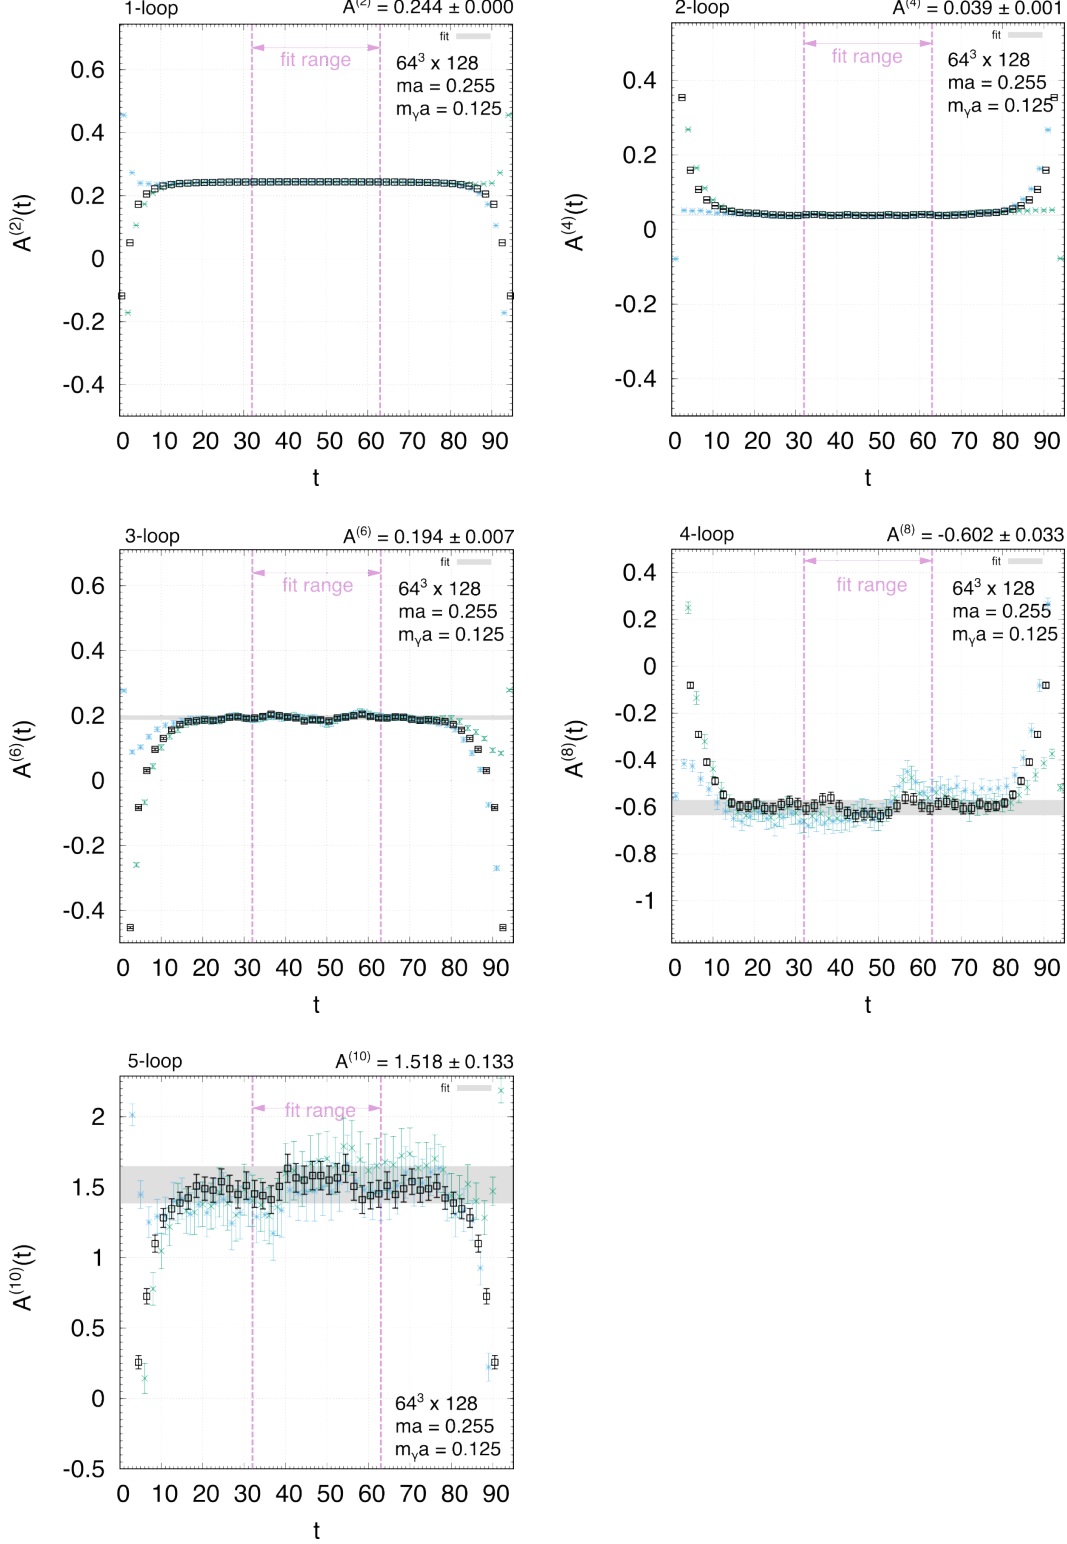 1-loop A⁽²⁾ = 0.244 ± 0.000
fit
fit range
64³ x 128
ma = 0.255
mᵧa = 0.125
0.6
0.4
0.2
0
-0.2
-0.4
A⁽²⁾(t)
0 10 20 30 40 50 60 70 80 90
t
2-loop A⁽⁴⁾ = 0.039 ± 0.001
fit
fit range
64³ x 128
ma = 0.255
mᵧa = 0.125
0.4
0.2
0
-0.2
-0.4
A⁽⁴⁾(t)
0 10 20 30 40 50 60 70 80 90
t
3-loop A⁽⁶⁾ = 0.194 ± 0.007
fit
fit range
64³ x 128
ma = 0.255
mᵧa = 0.125
0.6
0.4
0.2
0
-0.2
-0.4
A⁽⁶⁾(t)
0 10 20 30 40 50 60 70 80 90
t
4-loop A⁽⁸⁾ = -0.602 ± 0.033
fit
fit range
64³ x 128
ma = 0.255
mᵧa = 0.125
0.4
0.2
0
-0.2
-0.4
-0.6
-0.8
-1
A⁽⁸⁾(t)
0 10 20 30 40 50 60 70 80 90
t
5-loop A⁽¹⁰⁾ = 1.518 ± 0.133
fit
fit range
2
1.5
1
0.5
0
-0.5
A⁽¹⁰⁾(t)
64³ x 128
ma = 0.255
mᵧa = 0.125
0 10 20 30 40 50 60 70 80 90
t